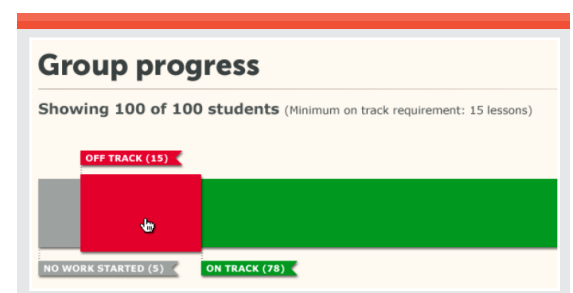 Group progress
Showing 100 of 100 students (Minimum on track requirement: 15 lessons)
OFF TRACK (15)
NO WORK STARTED (5)
ON TRACK (78)